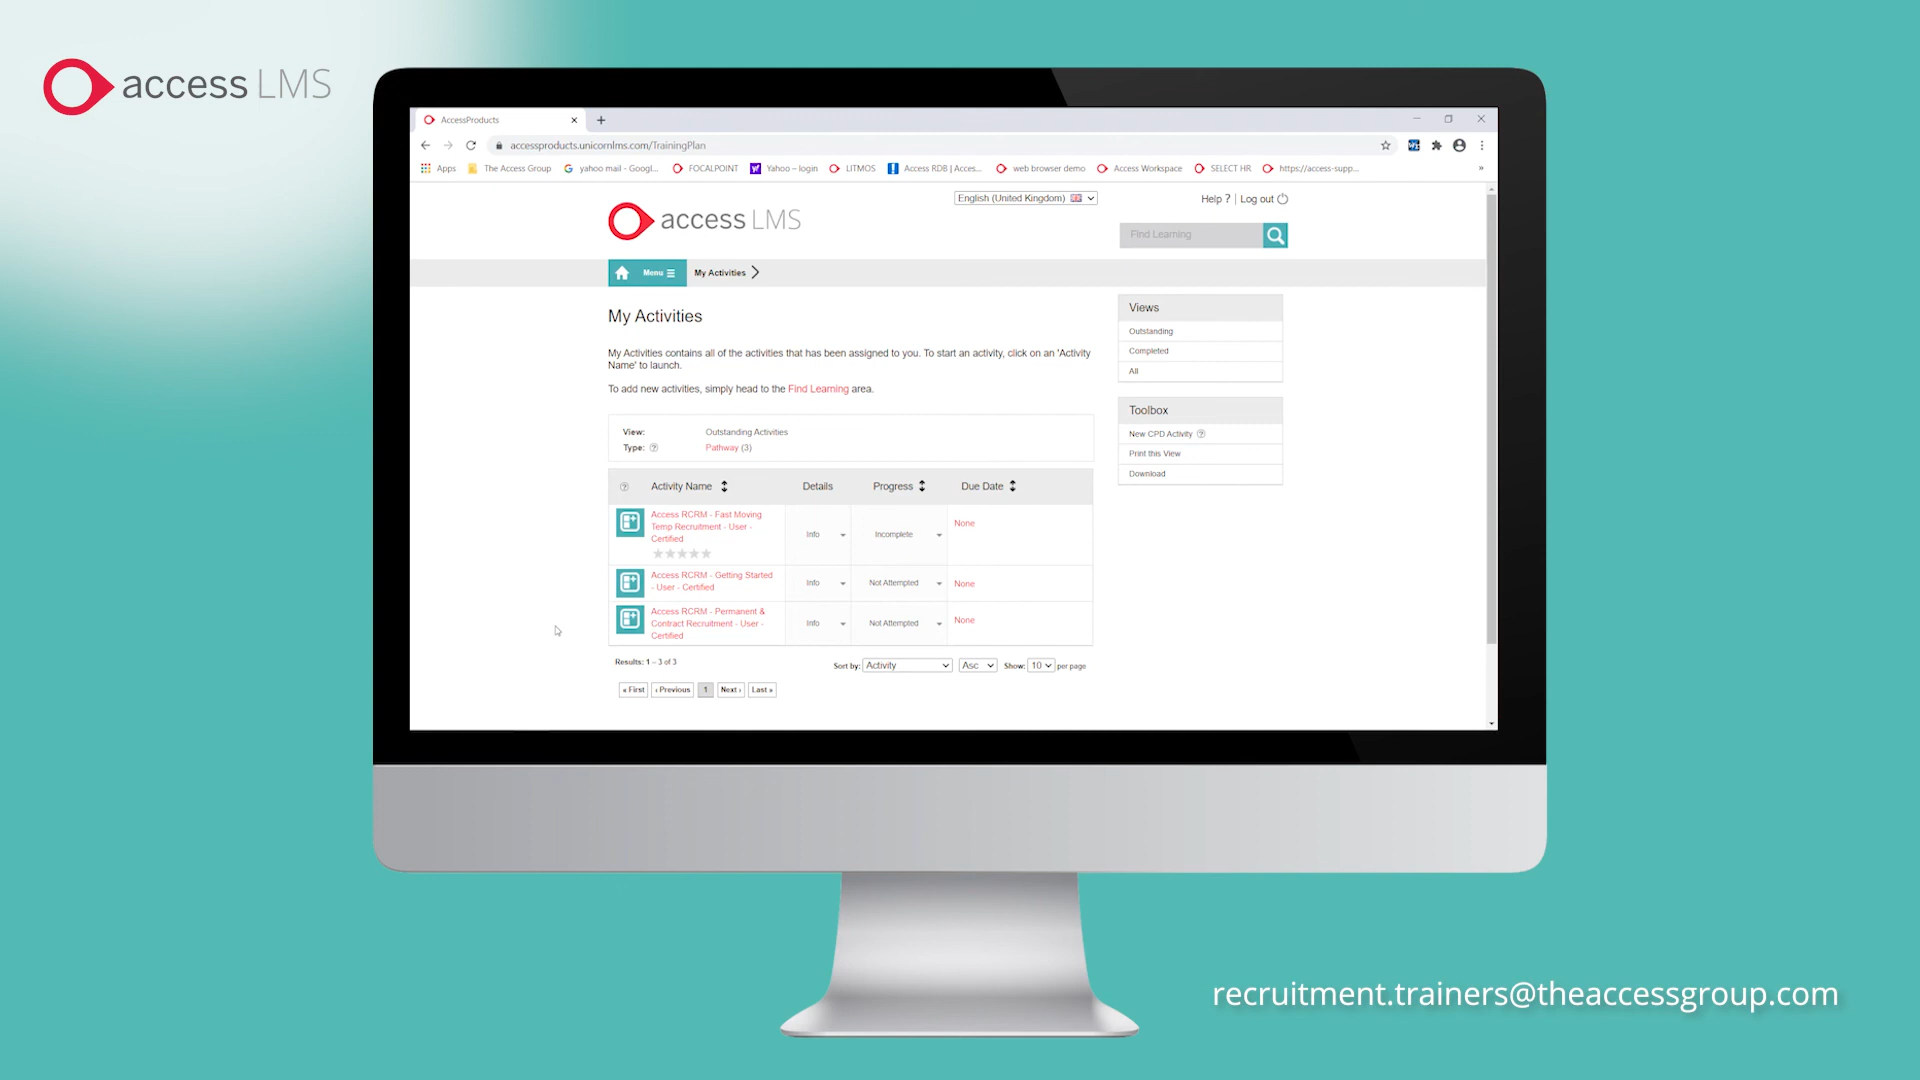 access LMS
AccessProducts
accessproducts.unicornlms.com/TrainingPlan
Apps The Access Group yahoo mail - Googl... FOCALPOINT Yahoo – login LITMOS Access RDB | Acces... web browser demo Access Workspace SELECT HR https://access-supp... »
English (United Kingdom)
Help ? | Log out
access LMS
Find Learning
Menu
My Activities
My Activities
My Activities contains all of the activities that has been assigned to you. To start an activity, click on an 'Activity
Name' to launch.
To add new activities, simply head to the Find Learning area.
View: Outstanding Activities
Type: ? Pathway (3)
? Activity Name Details Progress Due Date
Access RCRM - Fast Moving
Temp Recruitment - User -
Certified
Info Incomplete None
Access RCRM - Getting Started
- User - Certified
Info Not Attempted None
Access RCRM - Permanent &
Contract Recruitment - User -
Certified
Info Not Attempted None
Results: 1 – 3 of 3
Sort by: Activity Asc Show: 10 per page
« First ‹ Previous 1 Next › Last »
Views
Outstanding
Completed
All
Toolbox
New CPD Activity ?
Print this View
Download
recruitment.trainers@theaccessgroup.com